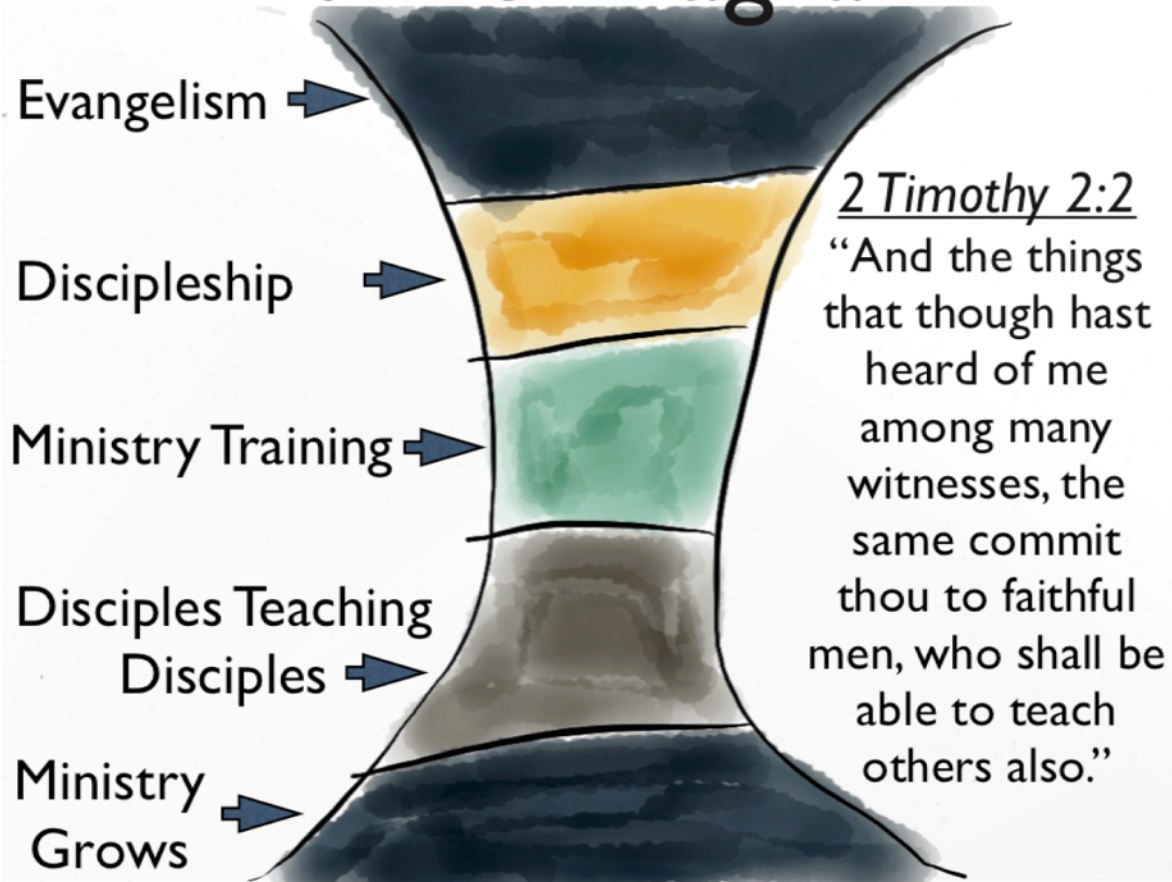 Evangelism
Discipleship
Ministry Training
Disciples Teaching
Disciples
Ministry
Grows
2 Timothy 2:2
“And the things
that though hast
heard of me
among many
witnesses, the
same commit
thou to faithful
men, who shall be
able to teach
others also.”